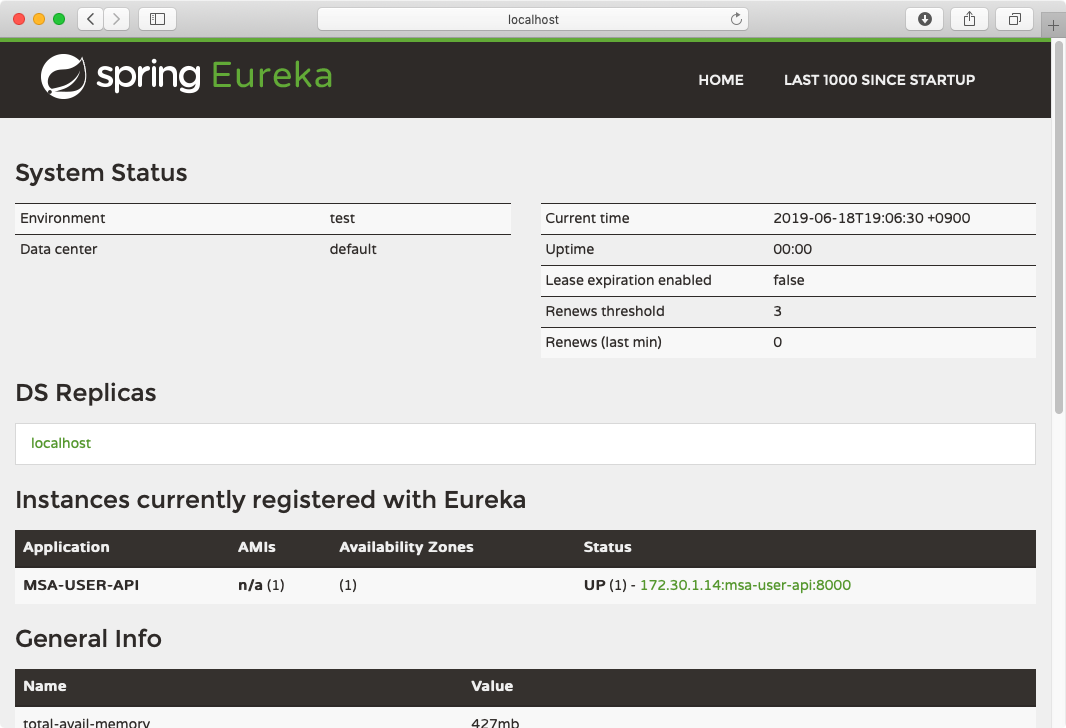 localhost
spring Eureka
HOME LAST 1000 SINCE STARTUP
System Status
Environment test
Data center default
Current time 2019-06-18T19:06:30 +0900
Uptime 00:00
Lease expiration enabled false
Renews threshold 3
Renews (last min) 0
DS Replicas
localhost
Instances currently registered with Eureka
Application AMIs Availability Zones Status
MSA-USER-API n/a (1) (1) UP (1) - 172.30.1.14:msa-user-api:8000
General Info
Name Value
total-avail-memory 427mb